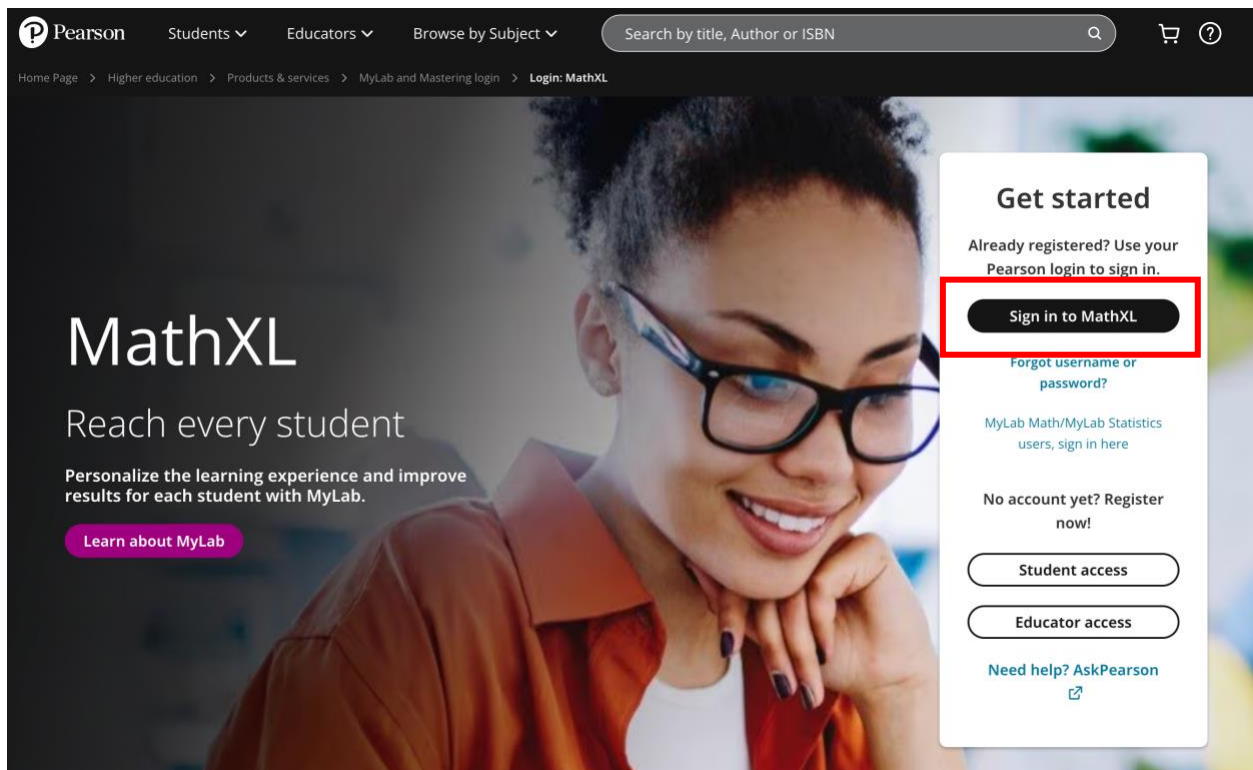 Pearson
Students
Educators
Browse by Subject
Search by title, Author or ISBN
Home Page > Higher education > Products & services > MyLab and Mastering login > Login: MathXL
MathXL
Reach every student
Personalize the learning experience and improve
results for each student with MyLab.
Learn about MyLab
Get started
Already registered? Use your
Pearson login to sign in.
Sign in to MathXL
Forgot username or
password?
MyLab Math/MyLab Statistics
users, sign in here
No account yet? Register
now!
Student access
Educator access
Need help? AskPearson